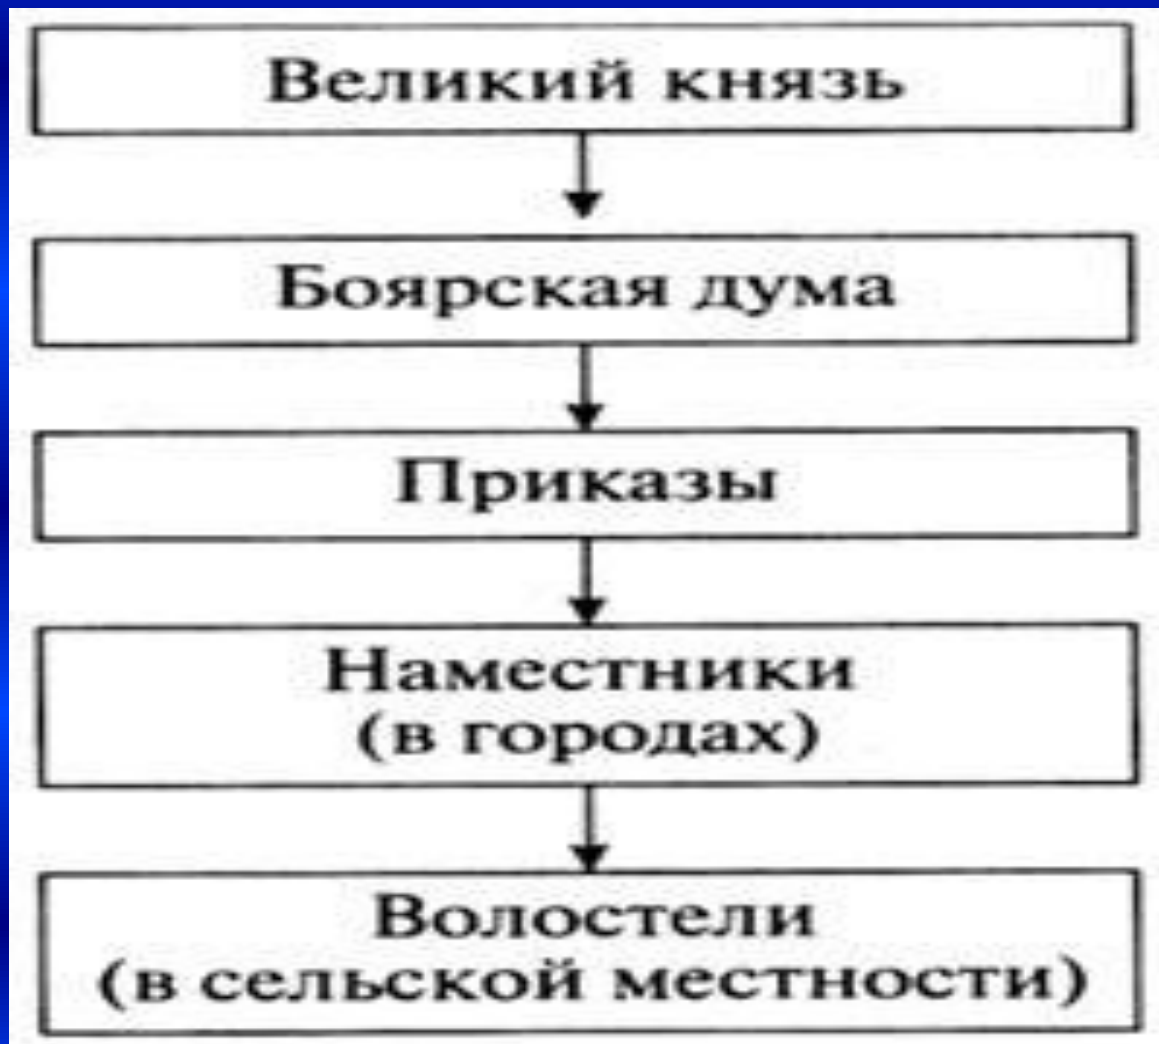 Великий князь
Боярская дума
Приказы
Наместники
(в городах)
Волостели
(в сельской местности)